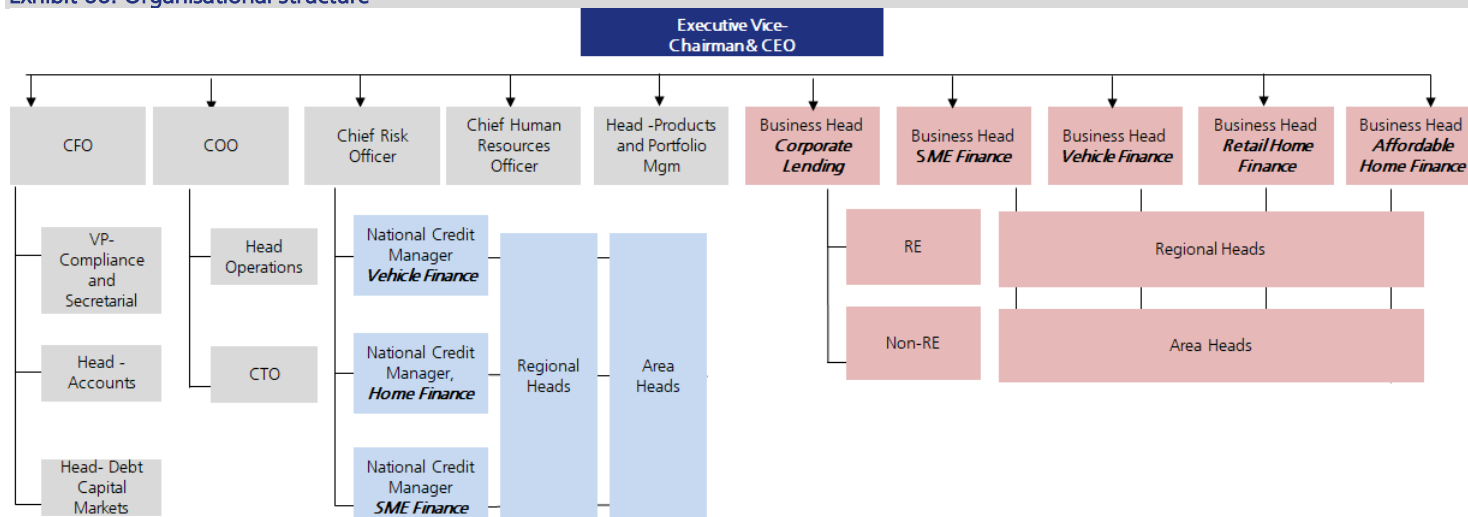 Executive Vice-
Chairman & CEO
CFO
COO
Chief Risk
Officer
Chief Human
Resources
Officer
Head -Products
and Portfolio
Mgm
Business Head
Corporate
Lending
Business Head
SME Finance
Business Head
Vehicle Finance
Business Head
Retail Home
Finance
Business Head
Affordable
Home Finance
VP-
Compliance
and
Secretarial
Head -
Accounts
Head- Debt
Capital
Markets
Head
Operations
CTO
National Credit
Manager
Vehicle Finance
National Credit
Manager,
Home Finance
National Credit
Manager
SME Finance
Regional
Heads
Area
Heads
RE
Non-RE
Regional Heads
Area Heads